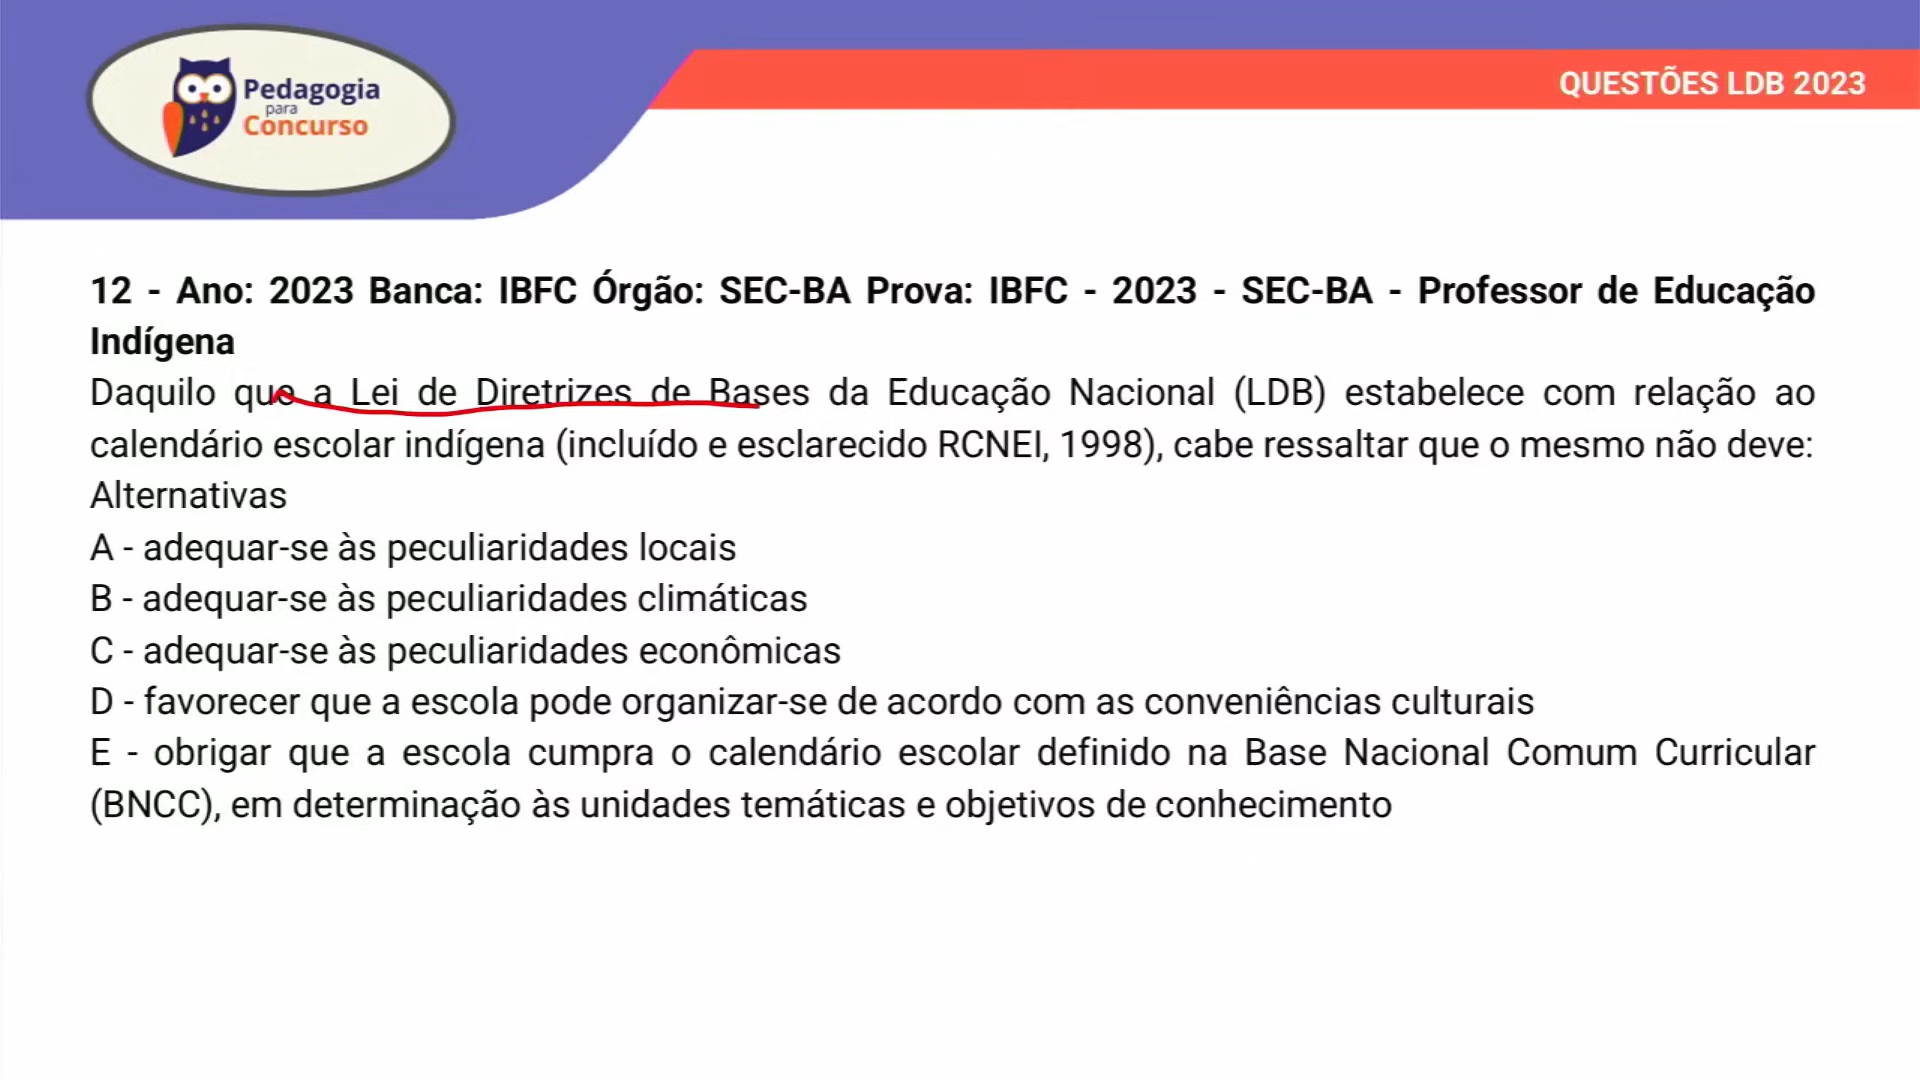 Pedagogia
para
Concurso
QUESTÕES LDB 2023
12 - Ano: 2023 Banca: IBFC Órgão: SEC-BA Prova: IBFC - 2023 - SEC-BA - Professor de Educação
Indígena
Daquilo que a Lei de Diretrizes de Bases da Educação Nacional (LDB) estabelece com relação ao
calendário escolar indígena (incluído e esclarecido RCNEI, 1998), cabe ressaltar que o mesmo não deve:
Alternativas
A - adequar-se às peculiaridades locais
B - adequar-se às peculiaridades climáticas
C - adequar-se às peculiaridades econômicas
D - favorecer que a escola pode organizar-se de acordo com as conveniências culturais
E - obrigar que a escola cumpra o calendário escolar definido na Base Nacional Comum Curricular
(BNCC), em determinação às unidades temáticas e objetivos de conhecimento